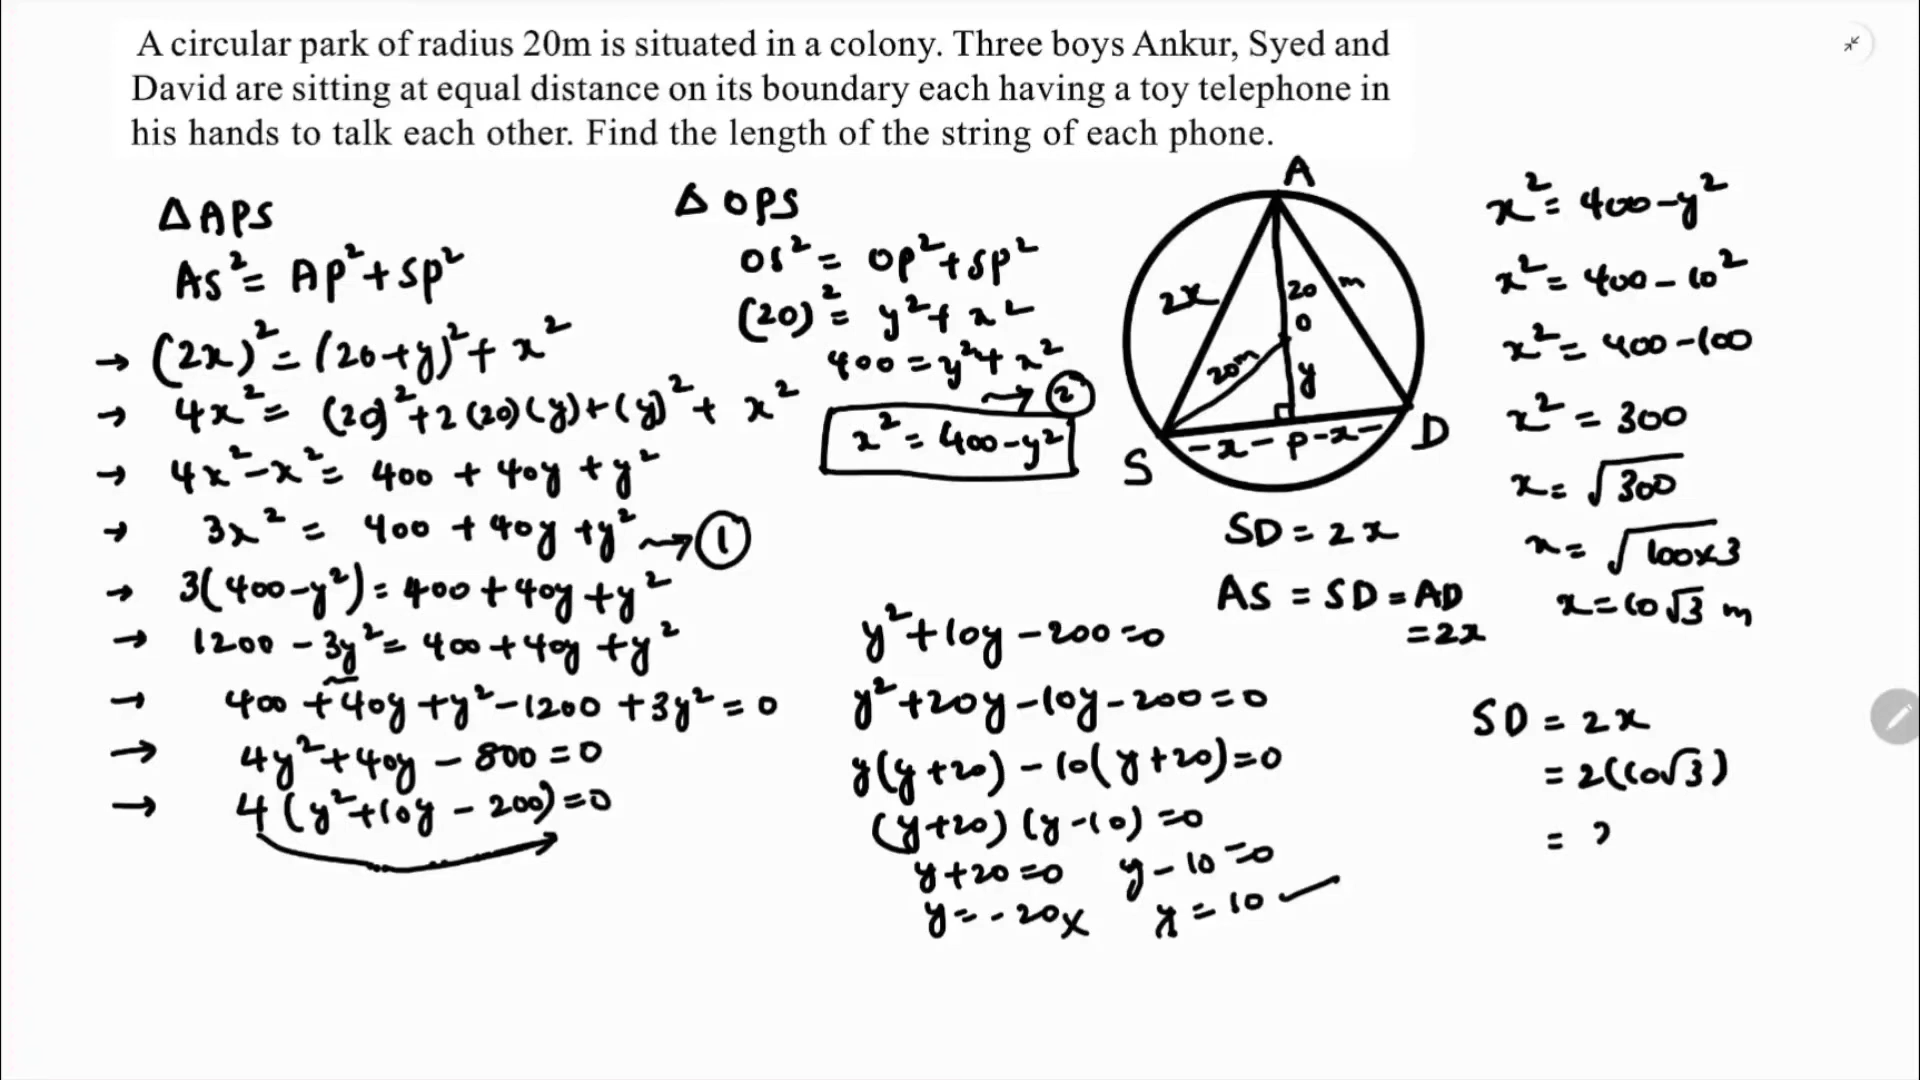 A circular park of radius 20m is situated in a colony. Three boys Ankur, Syed and
David are sitting at equal distance on its boundary each having a toy telephone in
his hands to talk each other. Find the length of the string of each phone.
Δ APS
AS² = AP² + SP²
→ (2x)² = (20+y)² + x²
→ 4x² = (20)² + 2(20)(y) + (y)² + x²
→ 4x² - x² = 400 + 40y + y²
→ 3x² = 400 + 40y + y² → ①
→ 3(400-y²) = 400 + 40y + y²
→ 1200 - 3y² = 400 + 40y + y²
→ 400 + 40y + y² - 1200 + 3y² = 0
→ 4y² + 40y - 800 = 0
→ 4(y² + 10y - 200) = 0
Δ OPS
OS² = OP² + SP²
(20)² = y² + x²
400 = y² + x²
→ ②
x² = 400 - y²
A
2x
20
m
O
20m
y
S
-x- P -x-
D
SD = 2x
AS = SD = AD
= 2x
y² + 10y - 200 = 0
y² + 20y - 10y - 200 = 0
y(y+20) - 10(y+20) = 0
(y+20) (y-10) = 0
y + 20 = 0 y - 10 = 0
y = -20 x y = 10 ✓
x² = 400 - y²
x² = 400 - 10²
x² = 400 - 100
x² = 300
x = √300
x = √100x3
x = 10√3 m
SD = 2x
= 2(10√3)
= 2